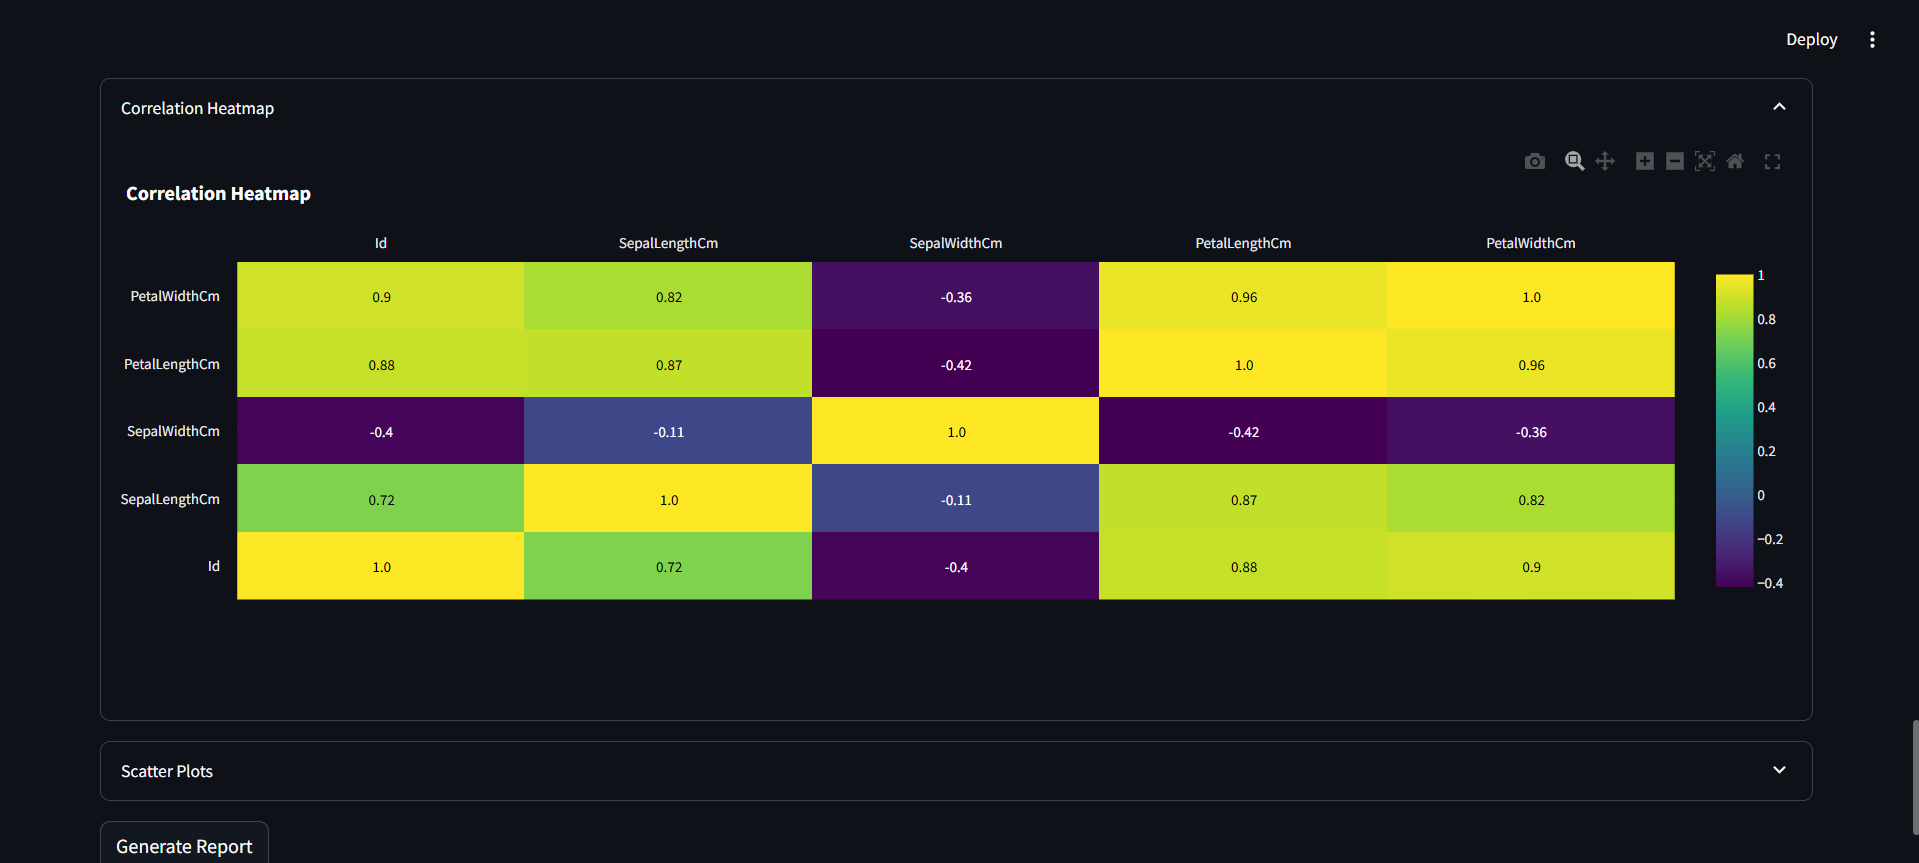 Deploy
Correlation Heatmap
Correlation Heatmap
Id SepalLengthCm SepalWidthCm PetalLengthCm PetalWidthCm
PetalWidthCm 0.9 0.82 -0.36 0.96 1.0
PetalLengthCm 0.88 0.87 -0.42 1.0 0.96
SepalWidthCm -0.4 -0.11 1.0 -0.42 -0.36
SepalLengthCm 0.72 1.0 -0.11 0.87 0.82
Id 1.0 0.72 -0.4 0.88 0.9
1
0.8
0.6
0.4
0.2
0
−0.2
−0.4
Scatter Plots
Generate Report